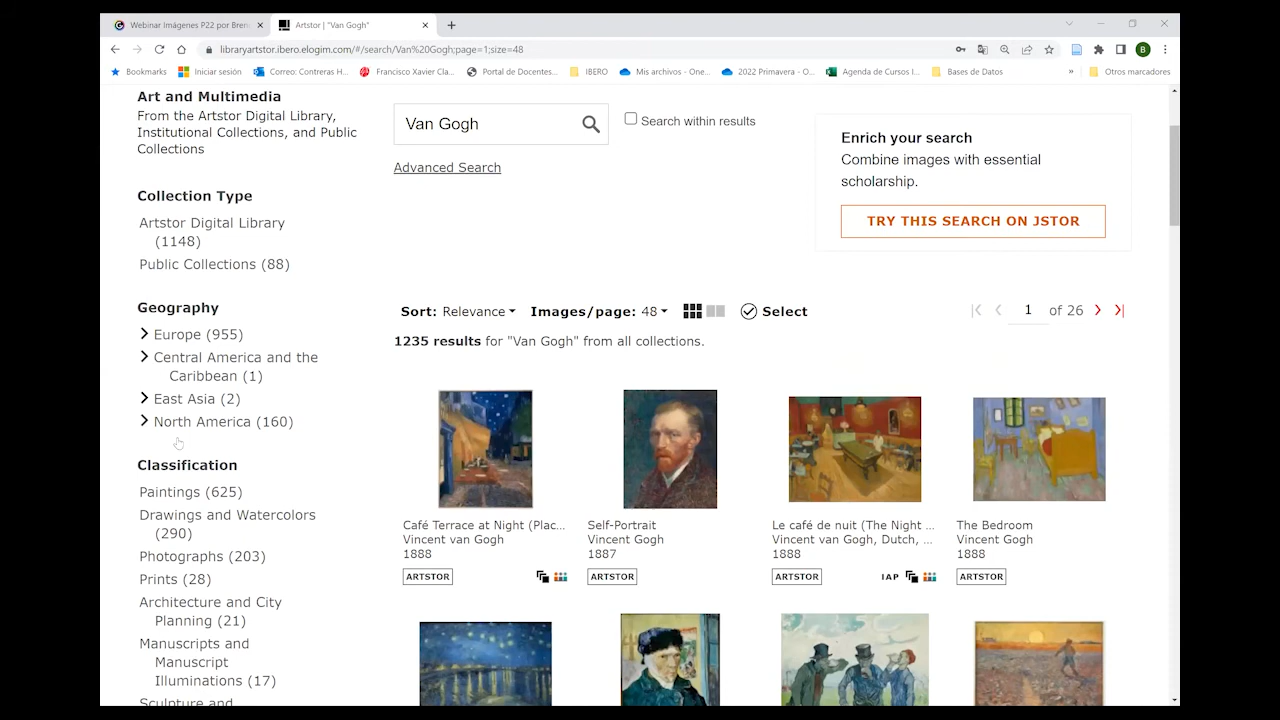 Webinar Imágenes P22 por Bren
Artstor | "Van Gogh"
libraryartstor.ibero.elogim.com/#/search/Van%20Gogh;page=1;size=48
B
Bookmarks
Iniciar sesión
Correo: Contreras H...
Francisco Xavier Cla...
Portal de Docentes...
IBERO
Mis archivos - One...
2022 Primavera - O...
Agenda de Cursos I...
Bases de Datos
»
Otros marcadores
Art and Multimedia
From the Artstor Digital Library,
Institutional Collections, and Public
Collections
Collection Type
Artstor Digital Library
(1148)
Public Collections (88)
Geography
Europe (955)
Central America and the
Caribbean (1)
East Asia (2)
North America (160)
Classification
Paintings (625)
Drawings and Watercolors
(290)
Photographs (203)
Prints (28)
Architecture and City
Planning (21)
Manuscripts and
Manuscript
Illuminations (17)
Sculpture and
Van Gogh
Search within results
Advanced Search
Enrich your search
Combine images with essential
scholarship.
TRY THIS SEARCH ON JSTOR
Sort: Relevance
Images/page: 48
Select
1 of 26
1235 results for "Van Gogh" from all collections.
Café Terrace at Night (Plac...
Vincent van Gogh
1888
ARTSTOR
Self-Portrait
Vincent Gogh
1887
ARTSTOR
Le café de nuit (The Night ...
Vincent van Gogh, Dutch, ...
1888
ARTSTOR
IAP
The Bedroom
Vincent Gogh
1888
ARTSTOR